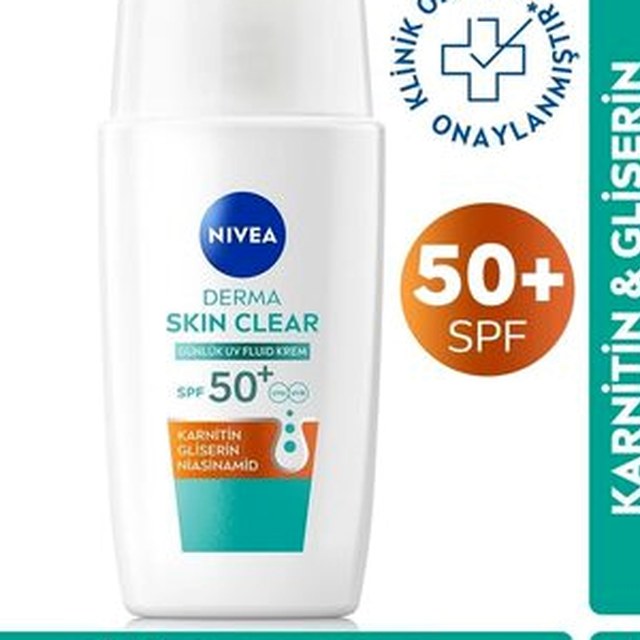 KLİNİK
ONAYLANMIŞTIR*
NIVEA
DERMA
SKIN CLEAR
GÜNLÜK UV FLUID KREM
SPF 50+
KARNİTİN
GLİSERİN
NİASİNAMİD
50+
SPF
KARNİTİN & GLİSERİN